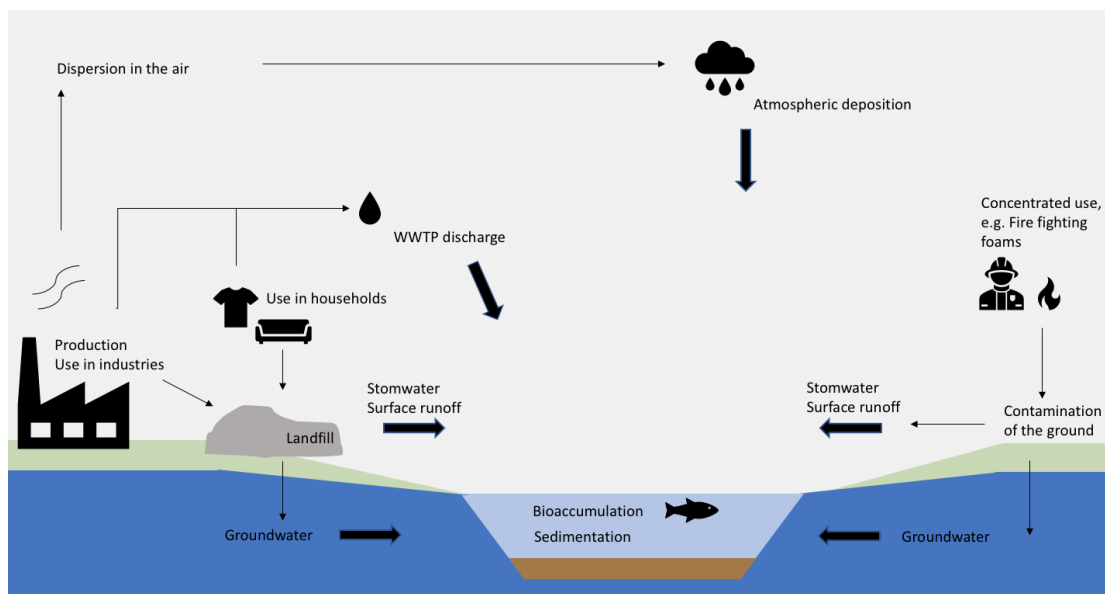 Dispersion in the air
Atmospheric deposition
Concentrated use,
e.g. Fire fighting
foams
WWTP discharge
Use in households
Production
Use in industries
Stomwater
Surface runoff
Stomwater
Surface runoff
Contamination
of the ground
Landfill
Bioaccumulation
Sedimentation
Groundwater
Groundwater